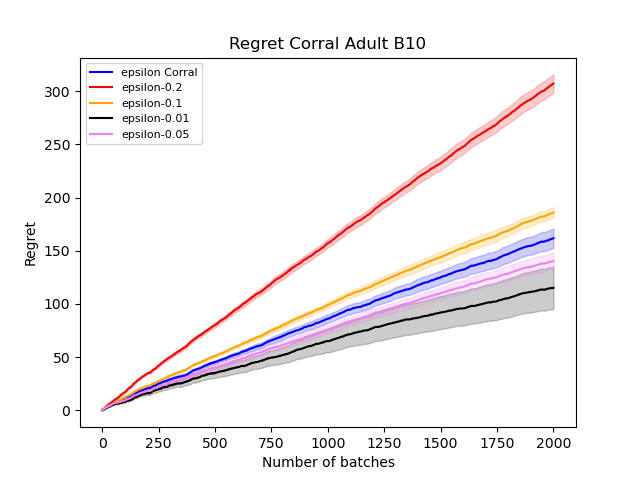 Regret Corral Adult B10
epsilon Corral
epsilon-0.2
epsilon-0.1
epsilon-0.01
epsilon-0.05
Regret
300
250
200
150
100
50
0
0 250 500 750 1000 1250 1500 1750 2000
Number of batches